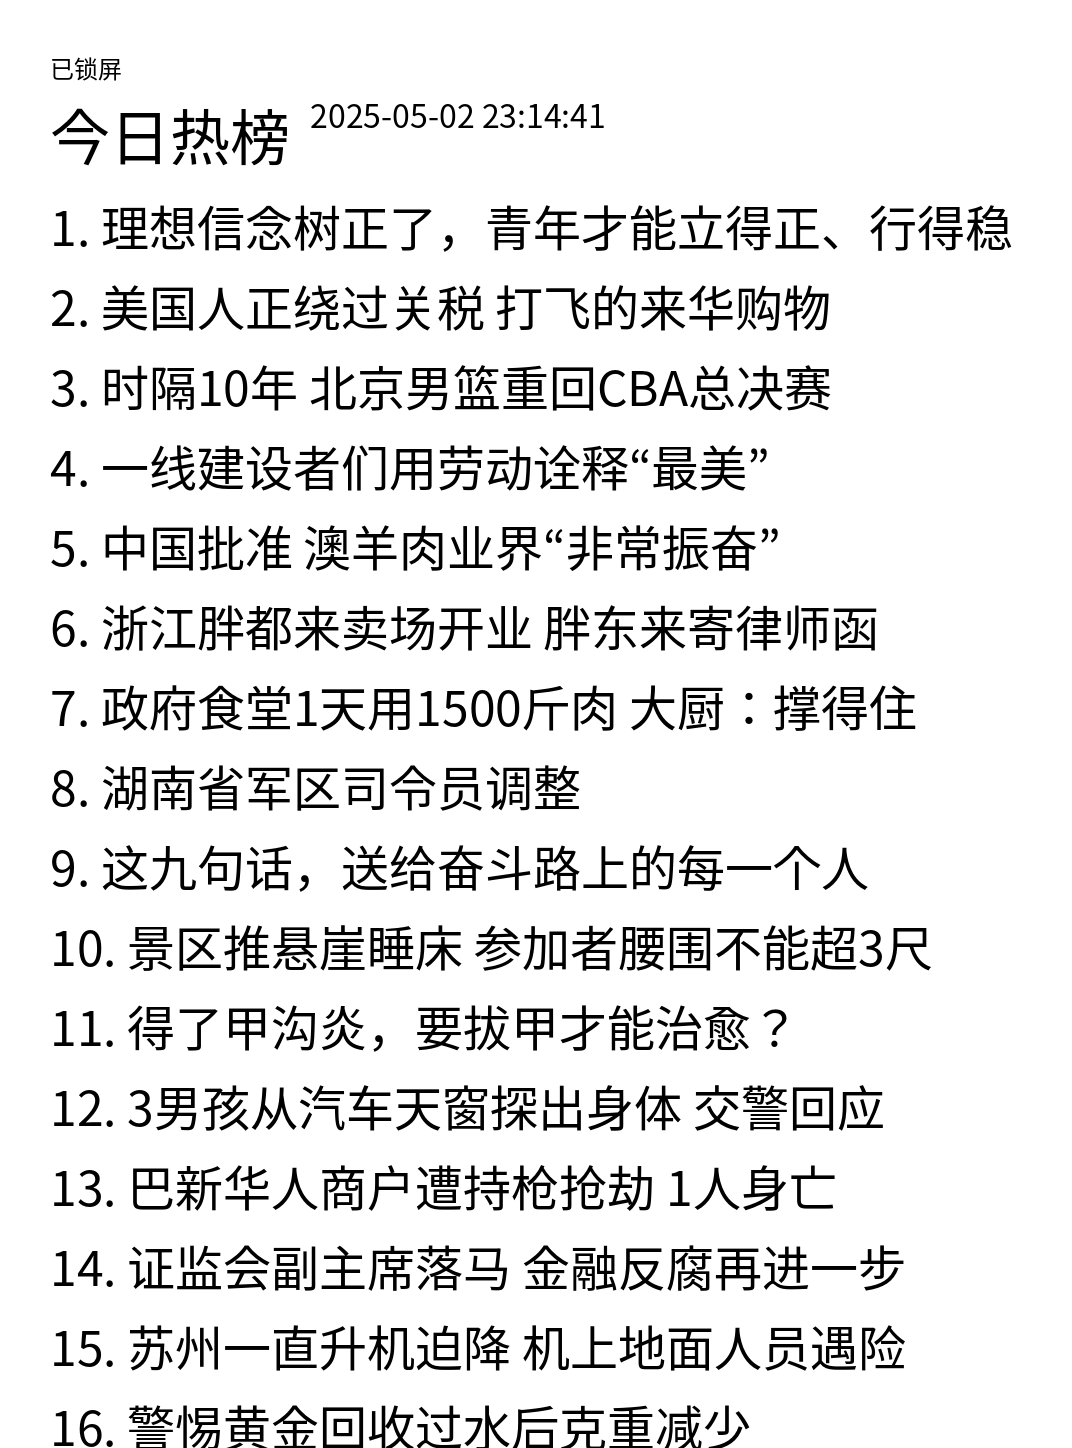 已锁屏
今日热榜 2025-05-02 23:14:41
1. 理想信念树正了，青年才能立得正、行得稳
2. 美国人正绕过关税 打飞的来华购物
3. 时隔10年 北京男篮重回CBA总决赛
4. 一线建设者们用劳动诠释“最美”
5. 中国批准 澳羊肉业界“非常振奋”
6. 浙江胖都来卖场开业 胖东来寄律师函
7. 政府食堂1天用1500斤肉 大厨：撑得住
8. 湖南省军区司令员调整
9. 这九句话，送给奋斗路上的每一个人
10. 景区推悬崖睡床 参加者腰围不能超3尺
11. 得了甲沟炎，要拔甲才能治愈？
12. 3男孩从汽车天窗探出身体 交警回应
13. 巴新华人商户遭持枪抢劫 1人身亡
14. 证监会副主席落马 金融反腐再进一步
15. 苏州一直升机迫降 机上地面人员遇险
16. 警惕黄金回收过水后克重减少